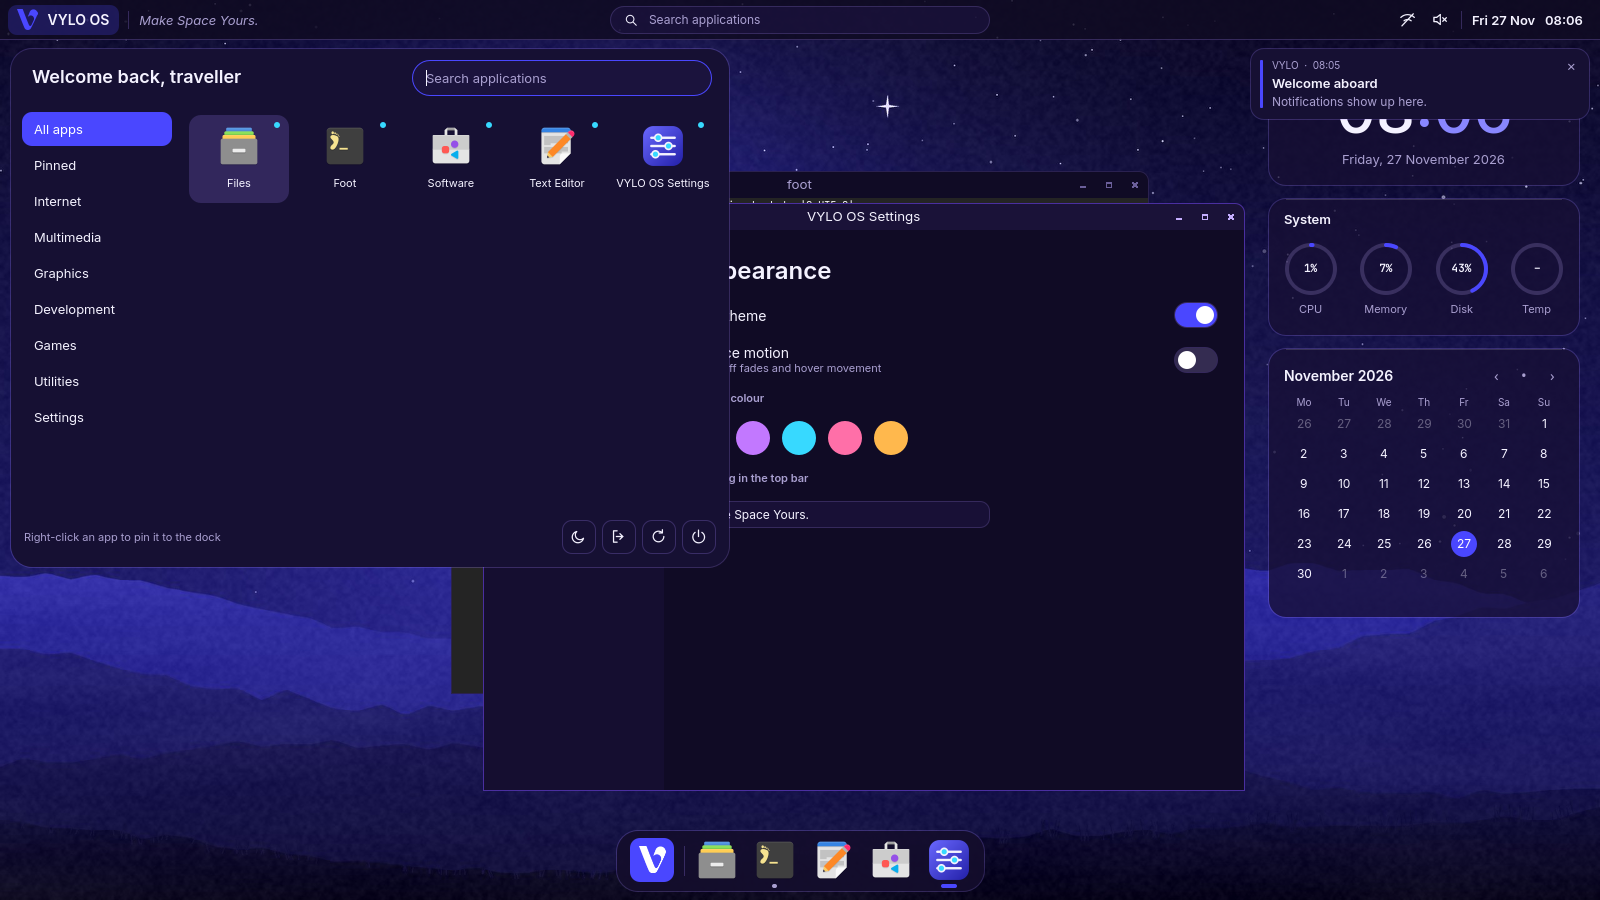 VYLO OS
Make Space Yours.
Search applications
Fri 27 Nov 08:06
Welcome back, traveller
Search applications
All apps
Pinned
Internet
Multimedia
Graphics
Development
Games
Utilities
Settings
Files
Foot
Software
Text Editor
VYLO OS Settings
Right-click an app to pin it to the dock
foot
VYLO OS Settings
pearance
heme
ce motion
ff fades and hover movement
colour
g in the top bar
Space Yours.
VYLO · 08:05
Welcome aboard
Notifications show up here.
Friday, 27 November 2026
System
1% 7% 43% –
CPU Memory Disk Temp
November 2026
Mo Tu We Th Fr Sa Su
26 27 28 29 30 31 1
2 3 4 5 6 7 8
9 10 11 12 13 14 15
16 17 18 19 20 21 22
23 24 25 26 27 28 29
30 1 2 3 4 5 6